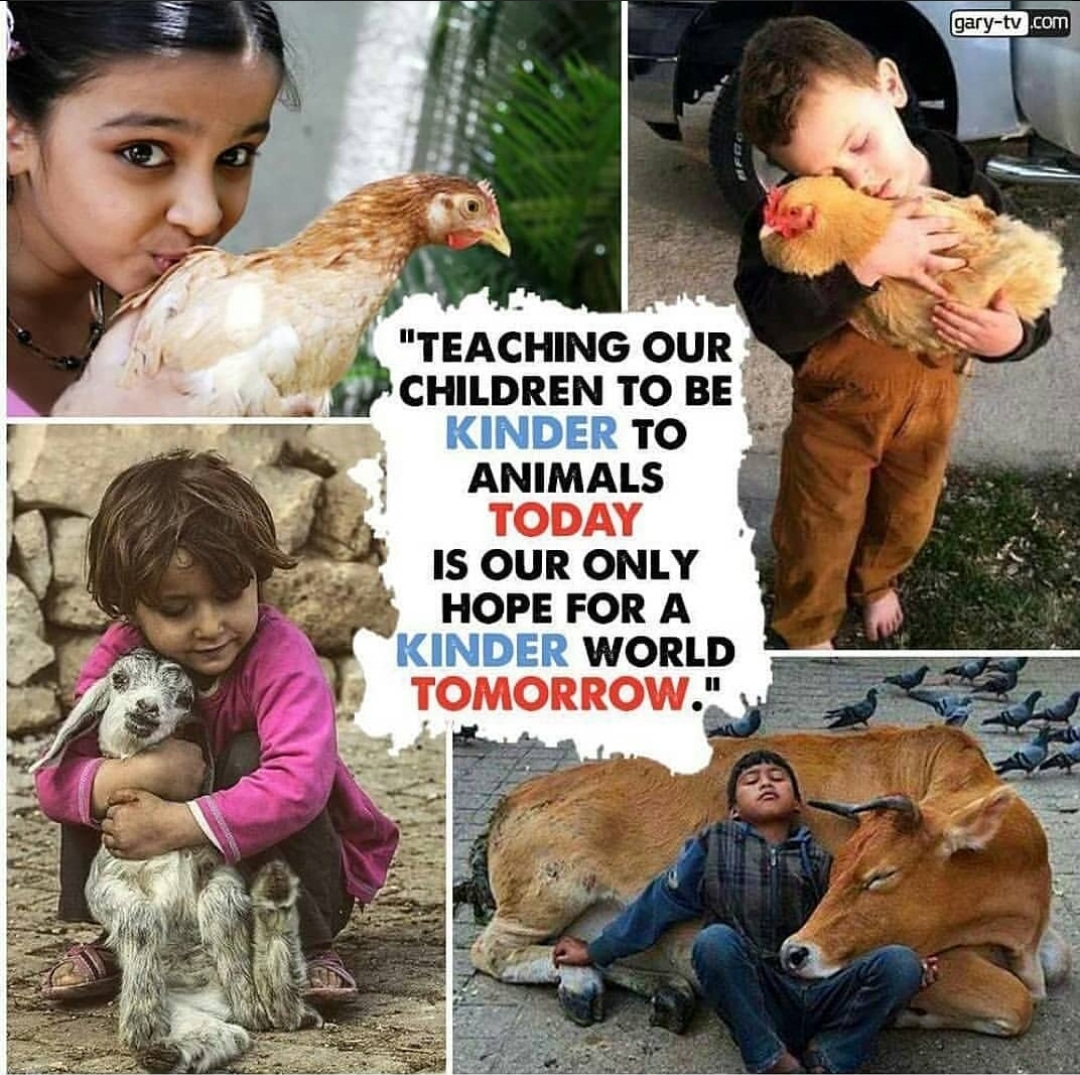 gary-tv.com
"TEACHING OUR
CHILDREN TO BE
KINDER TO
ANIMALS
TODAY
IS OUR ONLY
HOPE FOR A
KINDER WORLD
TOMORROW."